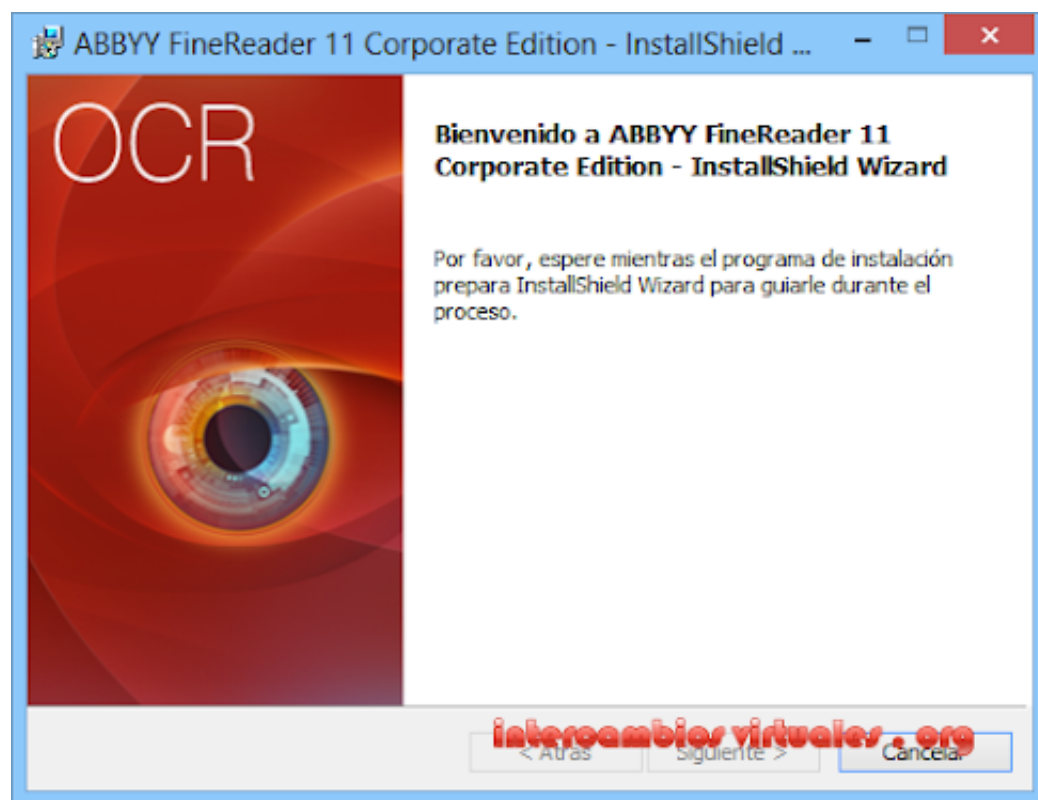 ABBYY FineReader 11 Corporate Edition - InstallShield ...
OCR
Bienvenido a ABBYY FineReader 11
Corporate Edition - InstallShield Wizard
Por favor, espere mientras el programa de instalación
prepara InstallShield Wizard para guiarle durante el
proceso.
intercambios virtuales . org
< Atrás Siguiente > Cancelar